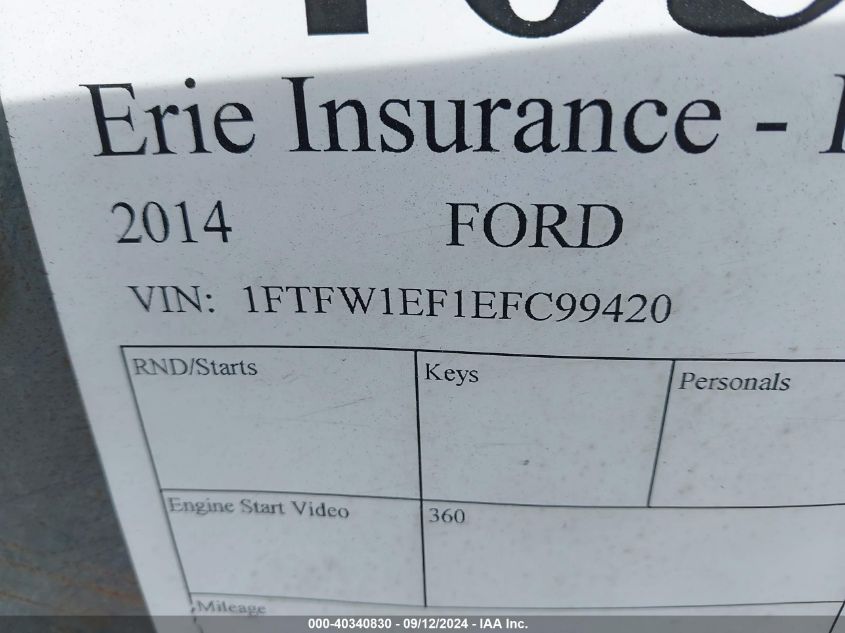 Erie Insurance -
2014 FORD
VIN: 1FTFW1EF1EFC99420
RND/Starts Keys Personals
Engine Start Video 360
Mileage
000-40340830 - 09/12/2024 - IAA Inc.